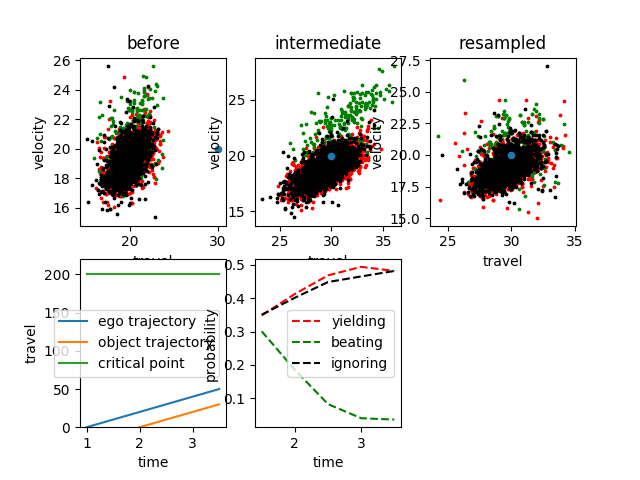 before
intermediate
resampled
26
24
22
20
18
16
velocity
20
30
travel
25
20
15
velocity
25
30
35
travel
27.5
25.0
22.5
20.0
17.5
15.0
velocity
25
30
35
travel
200
150
100
50
0
travel
ego trajectory
object trajectory
critical point
1
2
3
time
0.5
0.4
0.3
0.2
0.1
probability
yielding
beating
ignoring
2
3
time